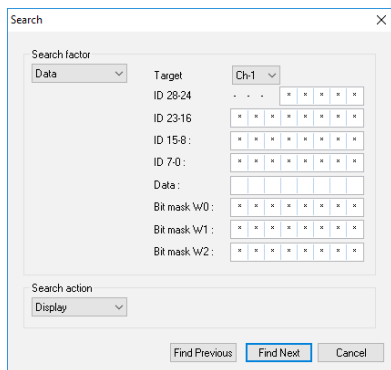 Search
Search factor
Data
Target Ch-1
ID 28-24 - - - * * * * *
ID 23-16 * * * * * * * *
ID 15-8 : * * * * * * * *
ID 7-0 : * * * * * * * *
Data :
Bit mask W0 : * * * * * * * *
Bit mask W1 : * * * * * * * *
Bit mask W2 : * * * * * * * *
Search action
Display
Find Previous Find Next Cancel